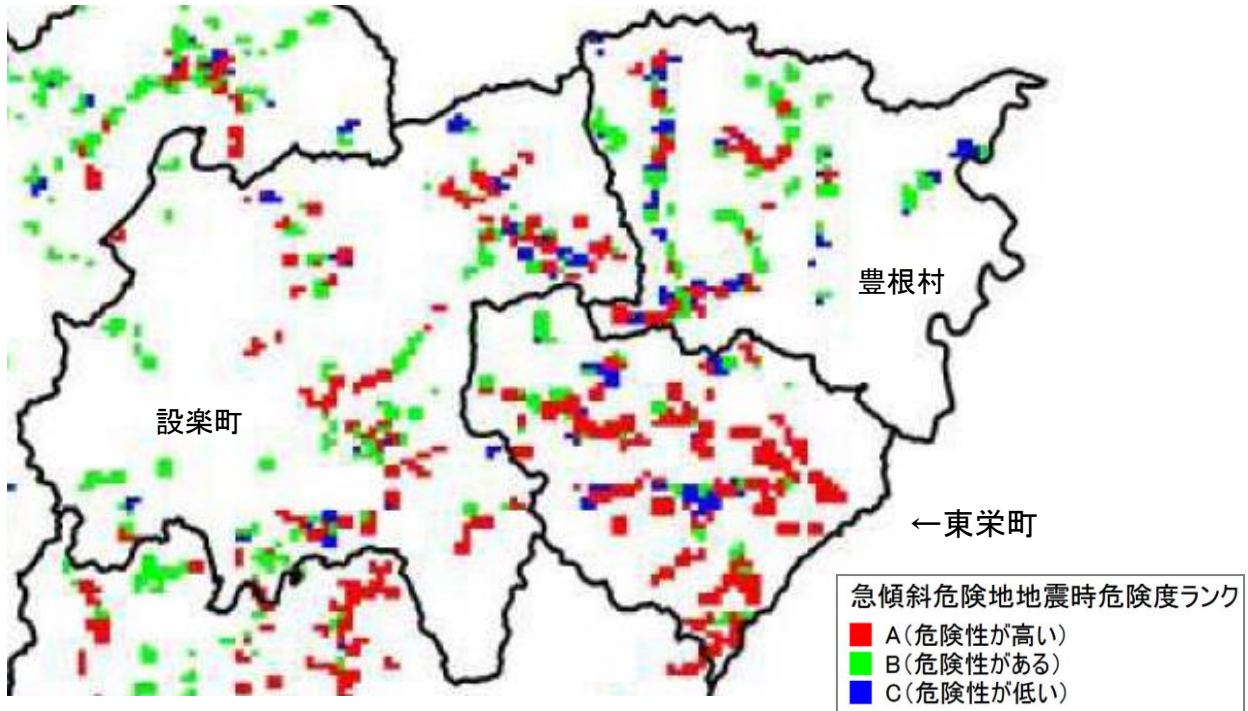 豊根村
設楽町
←東栄町
急傾斜危険地地震時危険度ランク
A(危険性が高い)
B(危険性がある)
C(危険性が低い)